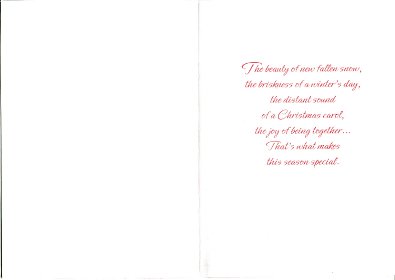 The beauty of new fallen snow,
the briskness of a winter's day,
the distant sound
of a Christmas carol,
the joy of being together...
That's what makes
this season special.